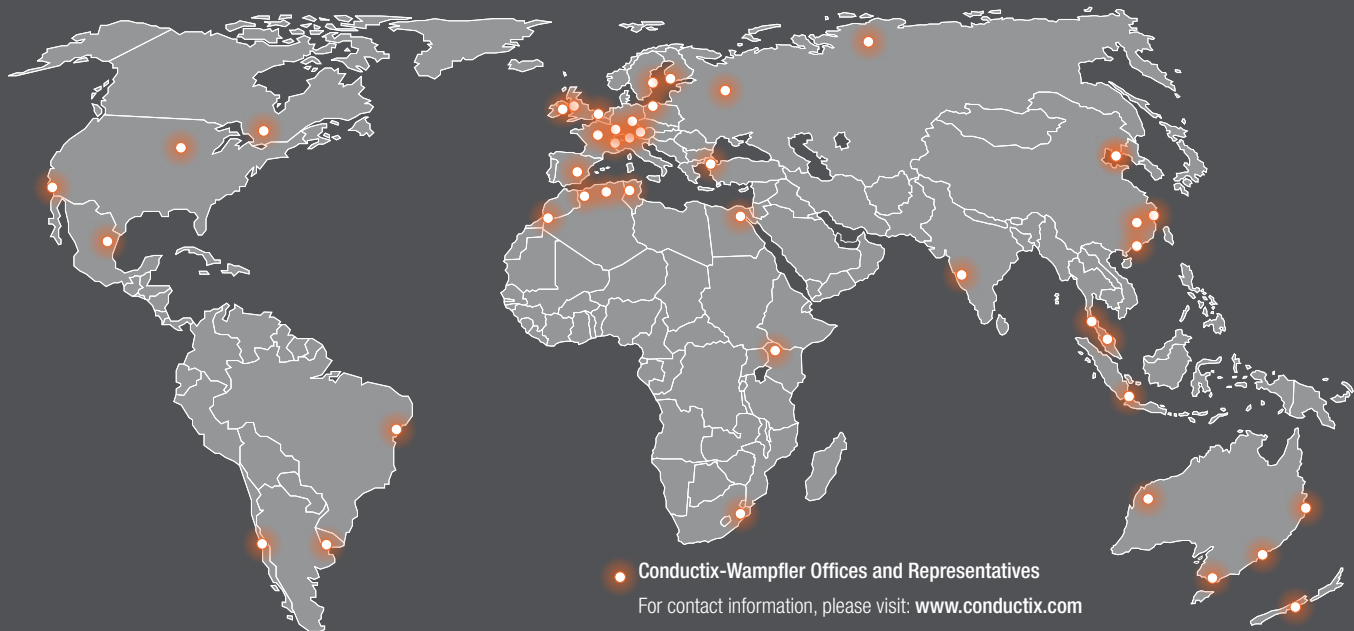 Conductix-Wampfler Offices and Representatives
For contact information, please visit: www.conductix.com